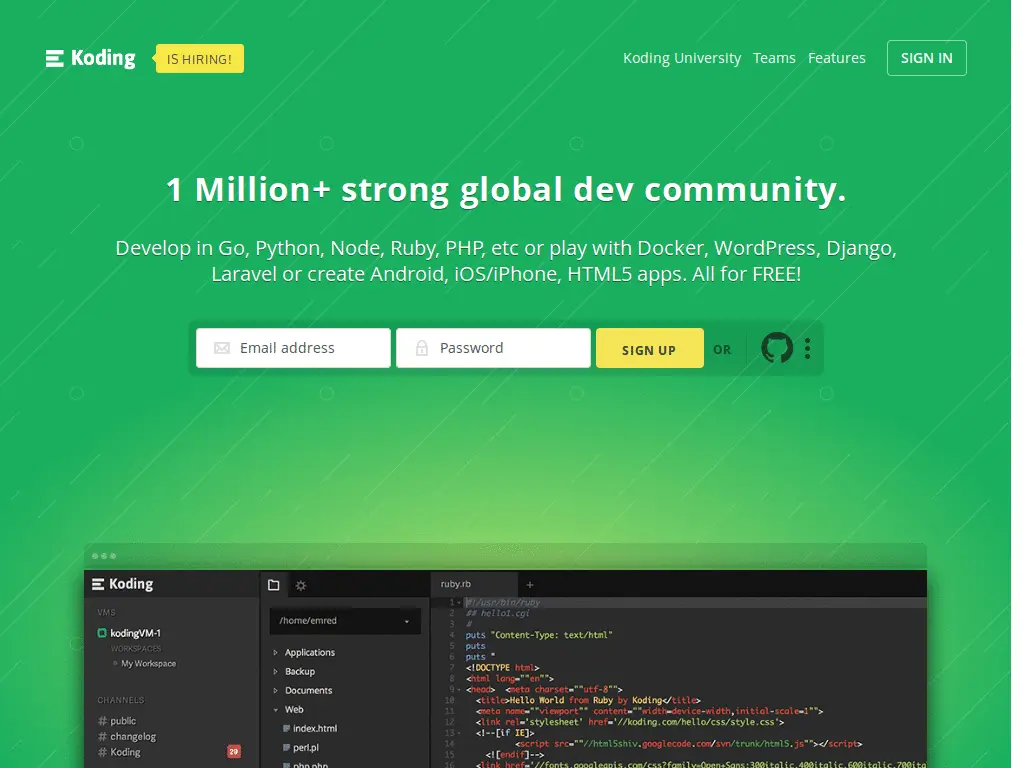 Koding
IS HIRING!
Koding University Teams Features SIGN IN
1 Million+ strong global dev community.
Develop in Go, Python, Node, Ruby, PHP, etc or play with Docker, WordPress, Django,
Laravel or create Android, iOS/iPhone, HTML5 apps. All for FREE!
Email address
Password
SIGN UP
OR
Koding
VMS
kodingVM-1
WORKSPACES
My Workspace
CHANNELS
# public
# changelog
# Koding 29
/home/emred
Applications
Backup
Documents
Web
index.html
perl.pl
php.php
ruby.rb +
1 #!/usr/bin/ruby
2 ## hello1.cgi
3 #
4 puts "Content-Type: text/html"
5 puts
6 puts "
7 <!DOCTYPE html>
8 <html lang=""en"">
9 <head> <meta charset=""utf-8"">
10 <title>Hello World from Ruby by Koding</title>
11 <meta name=""viewport"" content=""width=device-width,initial-scale=1"">
12 <link rel='stylesheet' href='//koding.com/hello/css/style.css'>
13 <!--[if IE]>
14 <script src=""//html5shiv.googlecode.com/svn/trunk/html5.js""></script>
15 <![endif]-->
16 <link href='//fonts.googleapis.com/css?family=Open+Sans:300italic,400italic,600italic,700ita